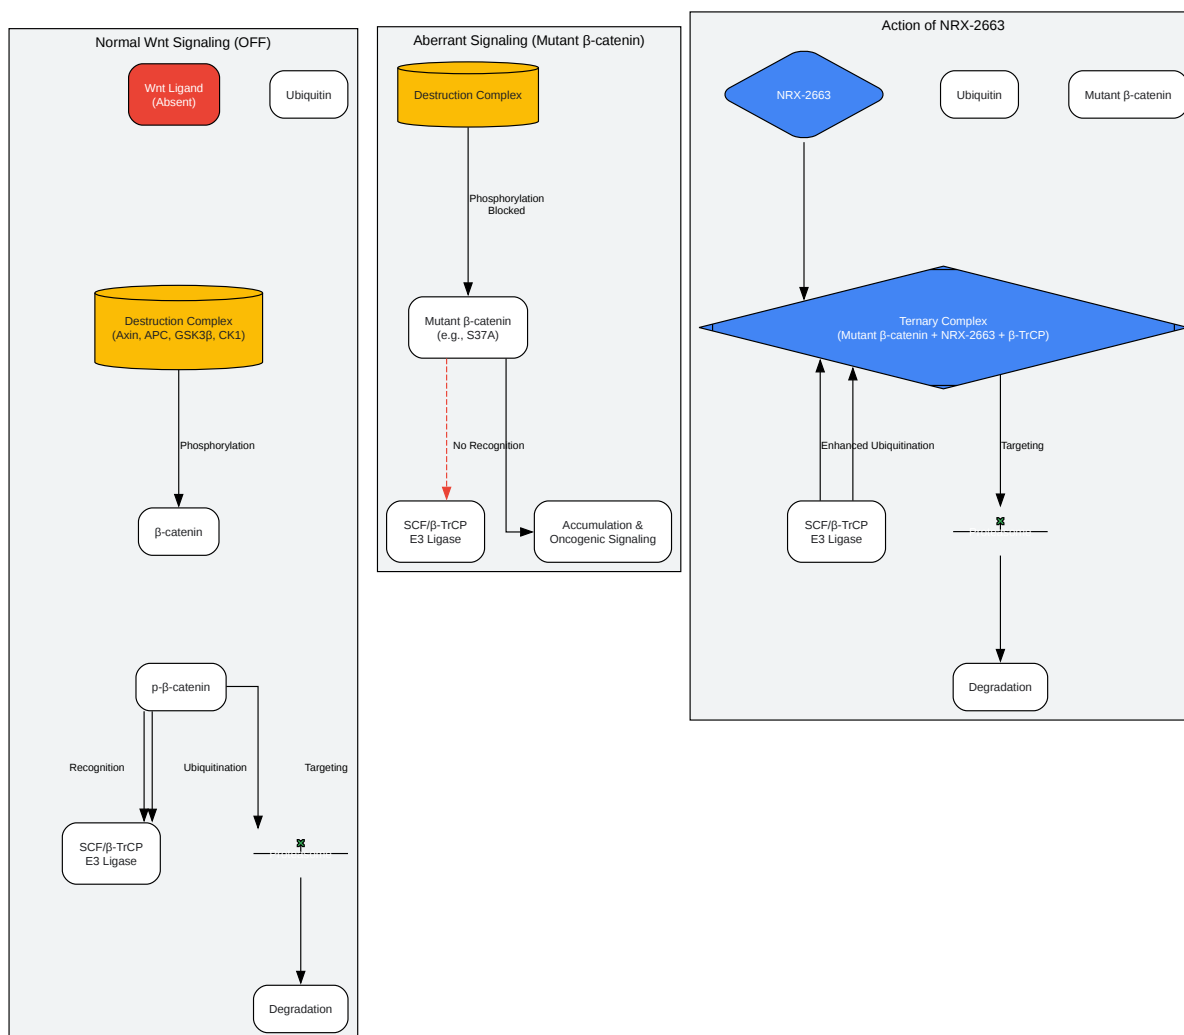 Normal Wnt Signaling (OFF)
Wnt Ligand
(Absent)
Ubiquitin
Destruction Complex
(Axin, APC, GSK3β, CK1)
Phosphorylation
β-catenin
p-β-catenin
Recognition
Ubiquitination
Targeting
SCF/β-TrCP
E3 Ligase
Degradation
Aberrant Signaling (Mutant β-catenin)
Destruction Complex
Phosphorylation
Blocked
Mutant β-catenin
(e.g., S37A)
No Recognition
SCF/β-TrCP
E3 Ligase
Accumulation &
Oncogenic Signaling
Action of NRX-2663
NRX-2663
Ubiquitin
Mutant β-catenin
Ternary Complex
(Mutant β-catenin + NRX-2663 + β-TrCP)
Enhanced Ubiquitination
Targeting
SCF/β-TrCP
E3 Ligase
Degradation